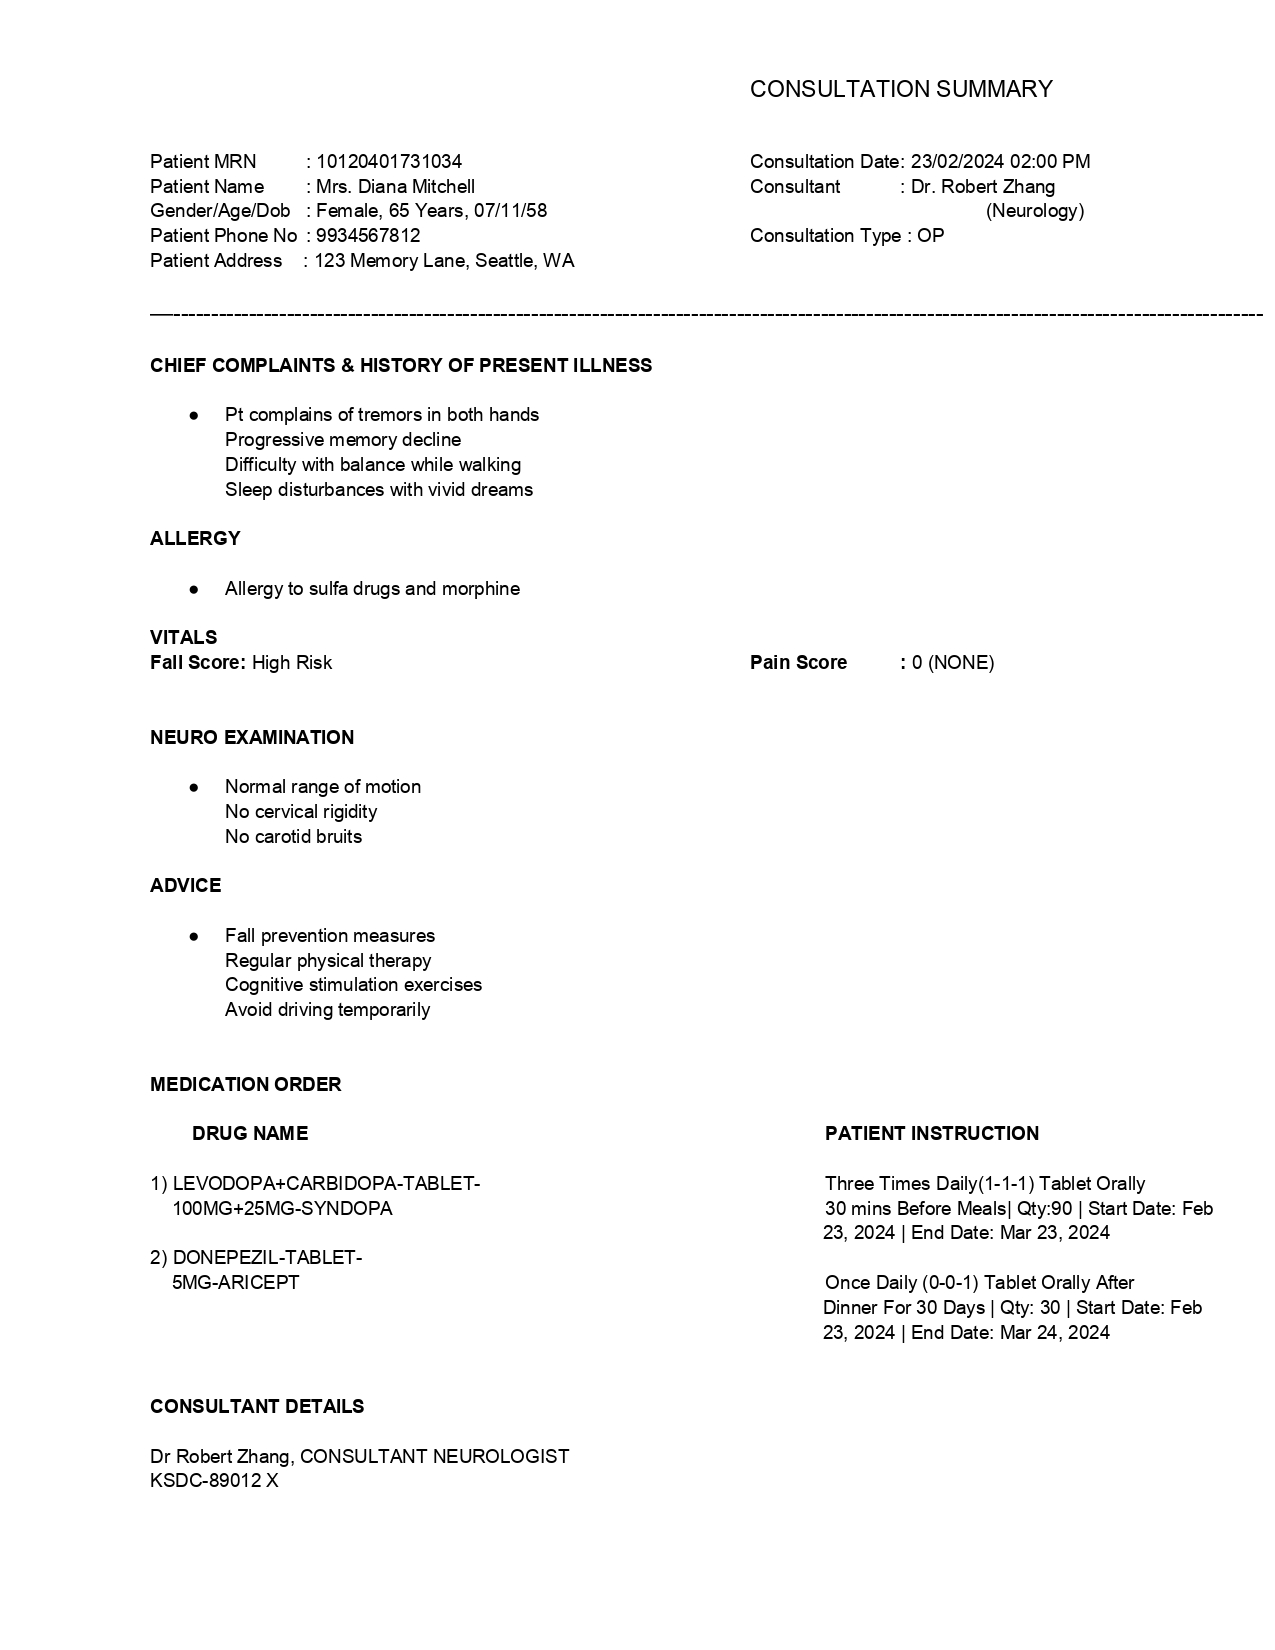 CONSULTATION SUMMARY
Patient MRN : 10120401731034
Consultation Date: 23/02/2024 02:00 PM
Patient Name : Mrs. Diana Mitchell
Consultant : Dr. Robert Zhang
Gender/Age/Dob : Female, 65 Years, 07/11/58
(Neurology)
Patient Phone No : 9934567812
Consultation Type : OP
Patient Address : 123 Memory Lane, Seattle, WA
CHIEF COMPLAINTS & HISTORY OF PRESENT ILLNESS
● Pt complains of tremors in both hands
Progressive memory decline
Difficulty with balance while walking
Sleep disturbances with vivid dreams
ALLERGY
● Allergy to sulfa drugs and morphine
VITALS
Fall Score: High Risk
Pain Score : 0 (NONE)
NEURO EXAMINATION
● Normal range of motion
No cervical rigidity
No carotid bruits
ADVICE
● Fall prevention measures
Regular physical therapy
Cognitive stimulation exercises
Avoid driving temporarily
MEDICATION ORDER
DRUG NAME
PATIENT INSTRUCTION
1) LEVODOPA+CARBIDOPA-TABLET-
100MG+25MG-SYNDOPA
Three Times Daily(1-1-1) Tablet Orally
30 mins Before Meals| Qty:90 | Start Date: Feb
23, 2024 | End Date: Mar 23, 2024
2) DONEPEZIL-TABLET-
5MG-ARICEPT
Once Daily (0-0-1) Tablet Orally After
Dinner For 30 Days | Qty: 30 | Start Date: Feb
23, 2024 | End Date: Mar 24, 2024
CONSULTANT DETAILS
Dr Robert Zhang, CONSULTANT NEUROLOGIST
KSDC-89012 X